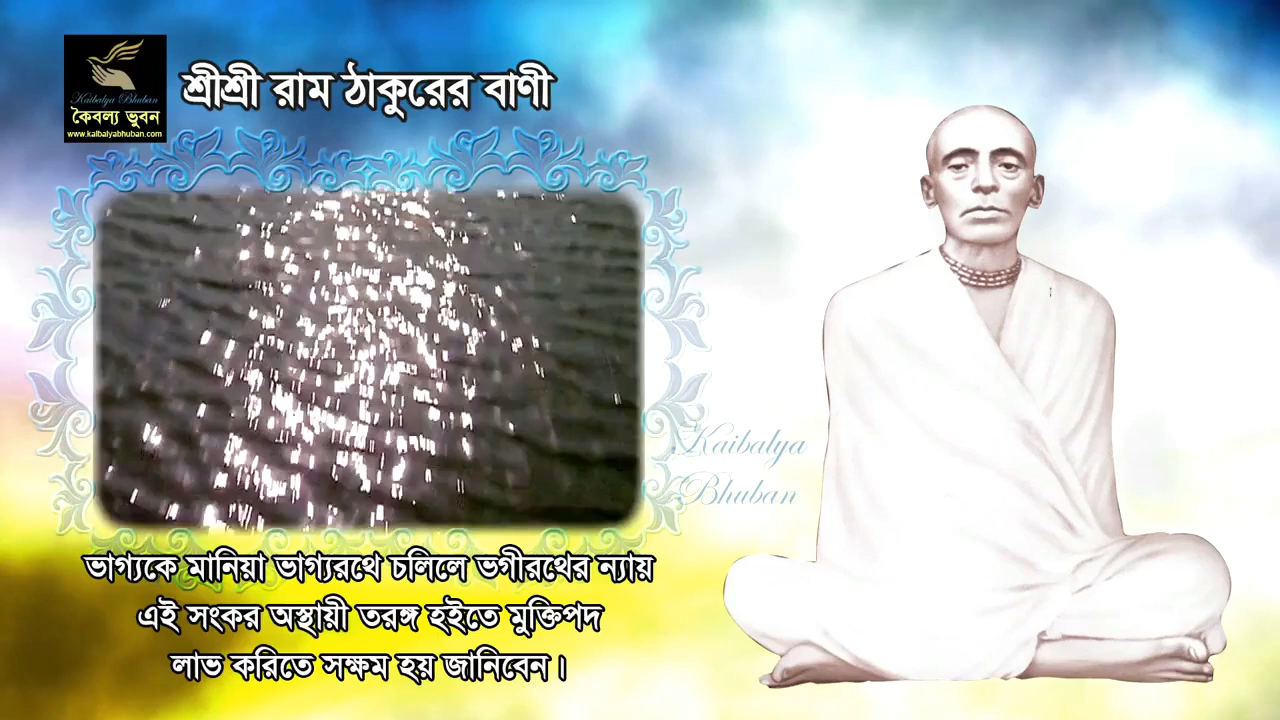 শ্রীশ্রী রাম ঠাকুরের বাণী
Kaibalya Bhuban
কৈবল্য ভুবন
www.kaibalyabhuban.com
Kaibalya
Bhuban
ভাগ্যকে মানিয়া ভাগ্যরথে চলিলে ভগীরথের ন্যায়
এই সংকর অস্থায়ী তরঙ্গ হইতে মুক্তিপদ
লাভ করিতে সক্ষম হয় জানিবেন।